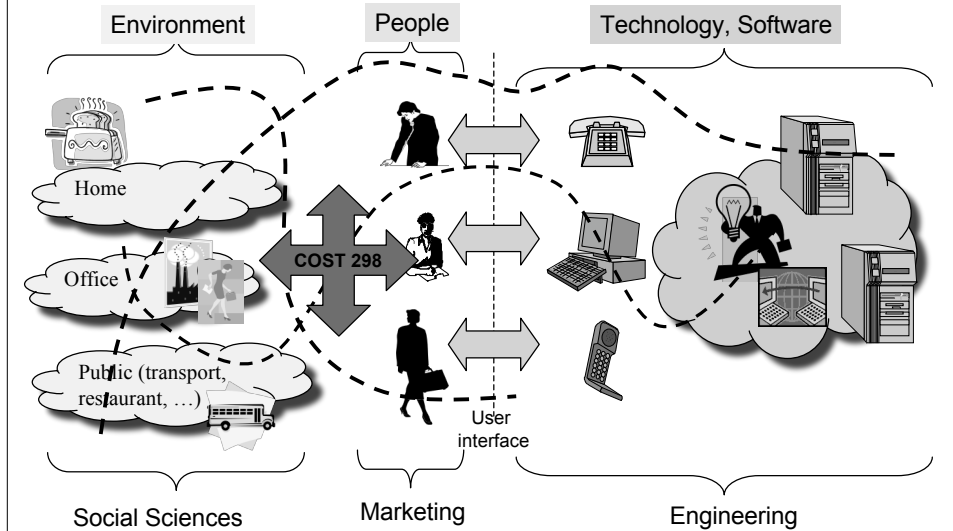 Environment
People
Technology, Software
Home
Office
COST 298
Public (transport,
restaurant, …)
User
interface
Social Sciences
Marketing
Engineering